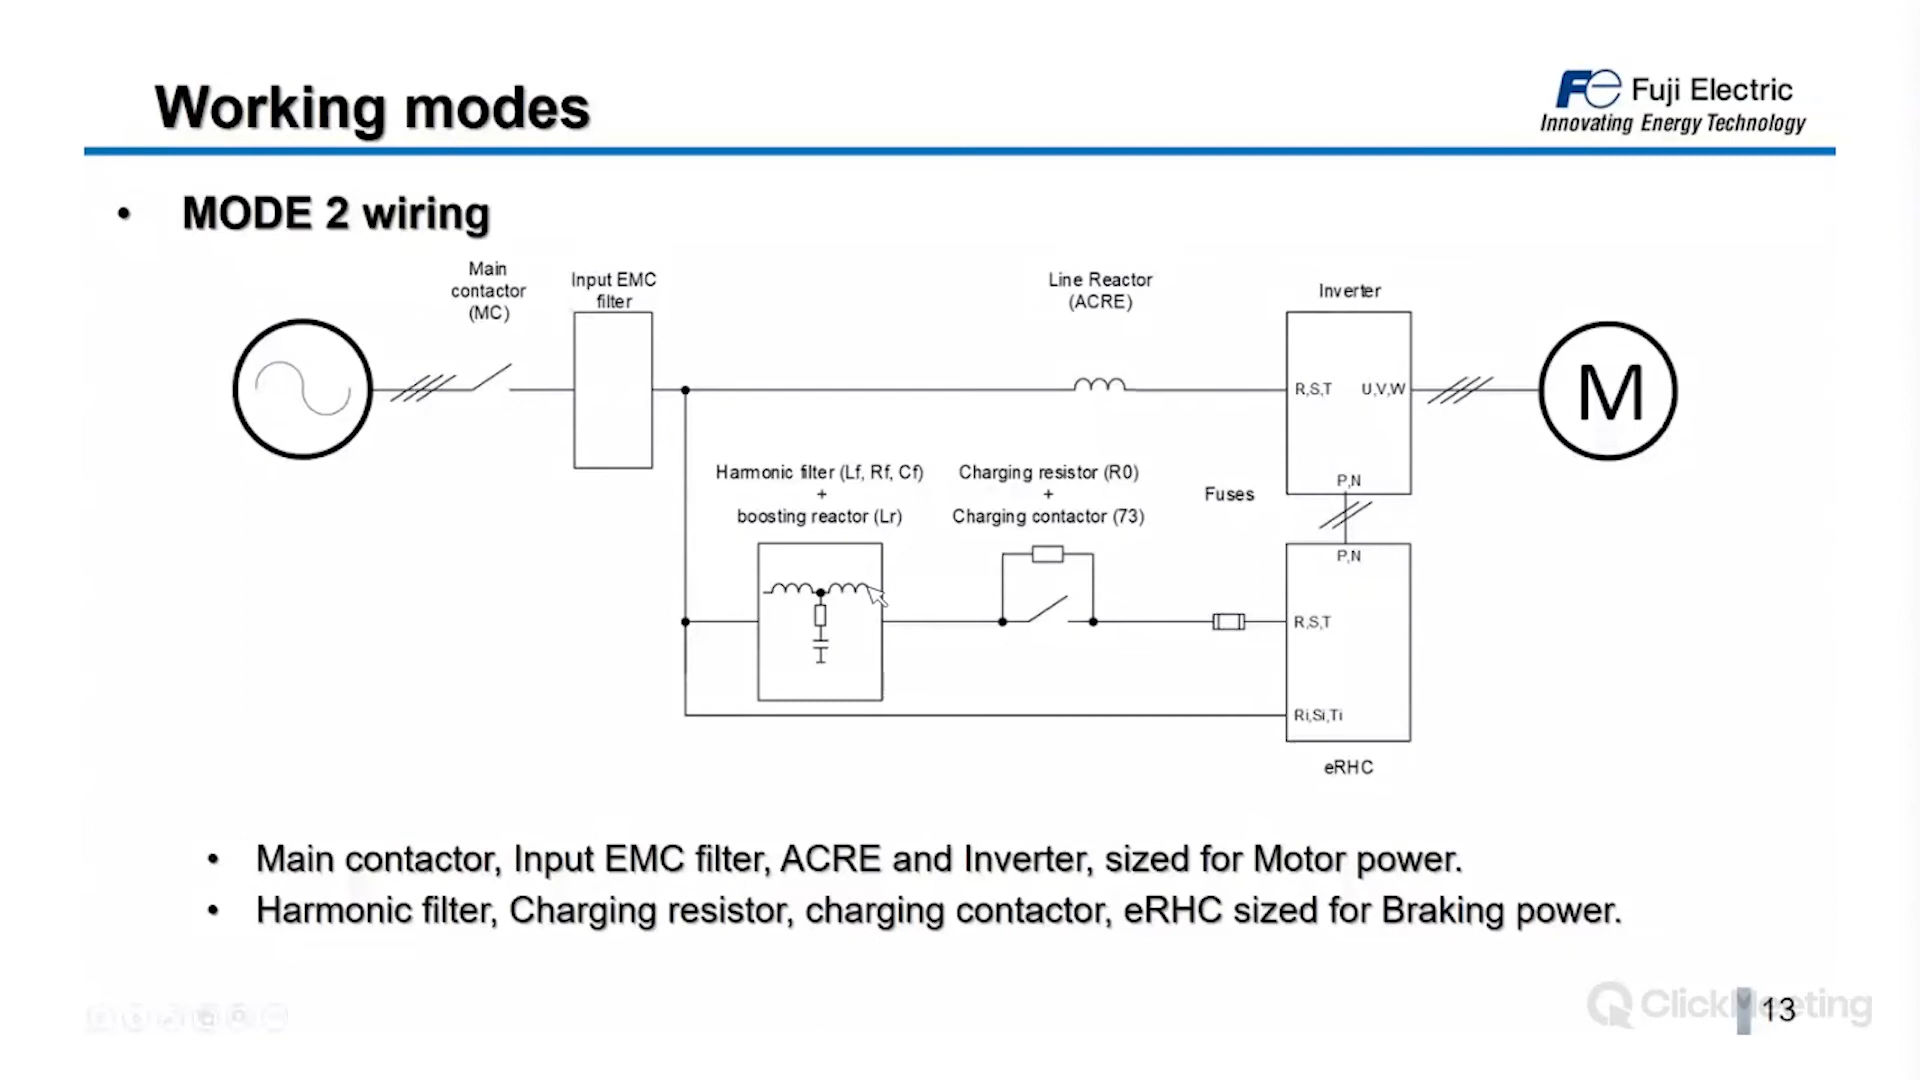 Working modes
Fuji Electric
Innovating Energy Technology
• MODE 2 wiring
Main
contactor
(MC)
Input EMC
filter
Line Reactor
(ACRE)
Inverter
R,S,T U,V,W
M
P,N
Harmonic filter (Lf, Rf, Cf)
+
boosting reactor (Lr)
Charging resistor (R0)
+
Charging contactor (73)
Fuses
P,N
R,S,T
Ri,Si,Ti
eRHC
• Main contactor, Input EMC filter, ACRE and Inverter, sized for Motor power.
• Harmonic filter, Charging resistor, charging contactor, eRHC sized for Braking power.
ClickMeeting
13